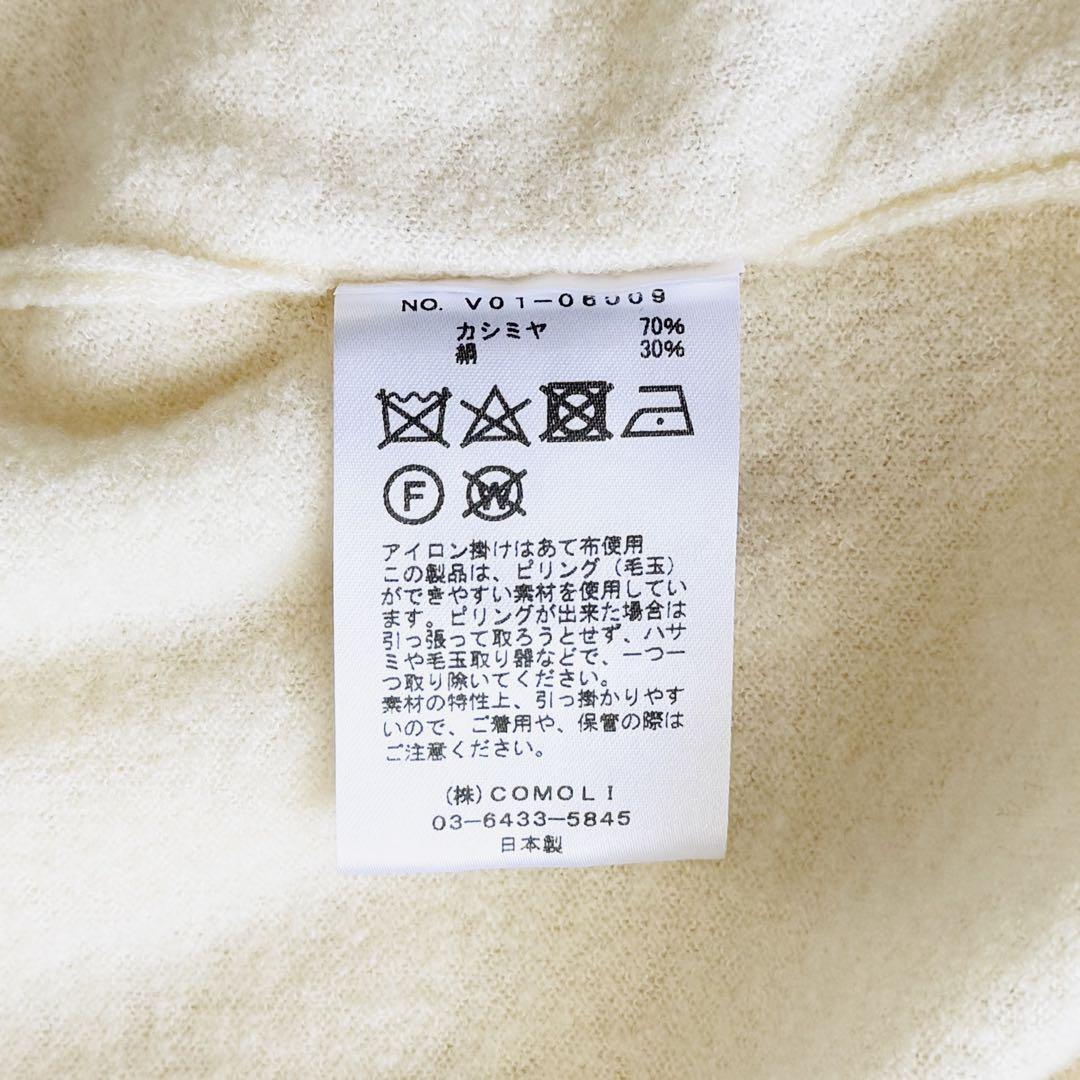 NO. V01-06009
カシミヤ 70%
絹 30%
F
W
アイロン掛けはあて布使用
この製品は、ピリング(毛玉)
ができやすい素材を使用してい
ます。ピリングが出来た場合は
引っ張って取ろうとせず、ハサ
ミや毛玉取り器などで、一つ一
つ取り除いてください。
素材の特性上、引っ掛かりやす
いので、ご着用や、保管の際は
ご注意ください。
(株)COMOLI
03-6433-5845
日本製